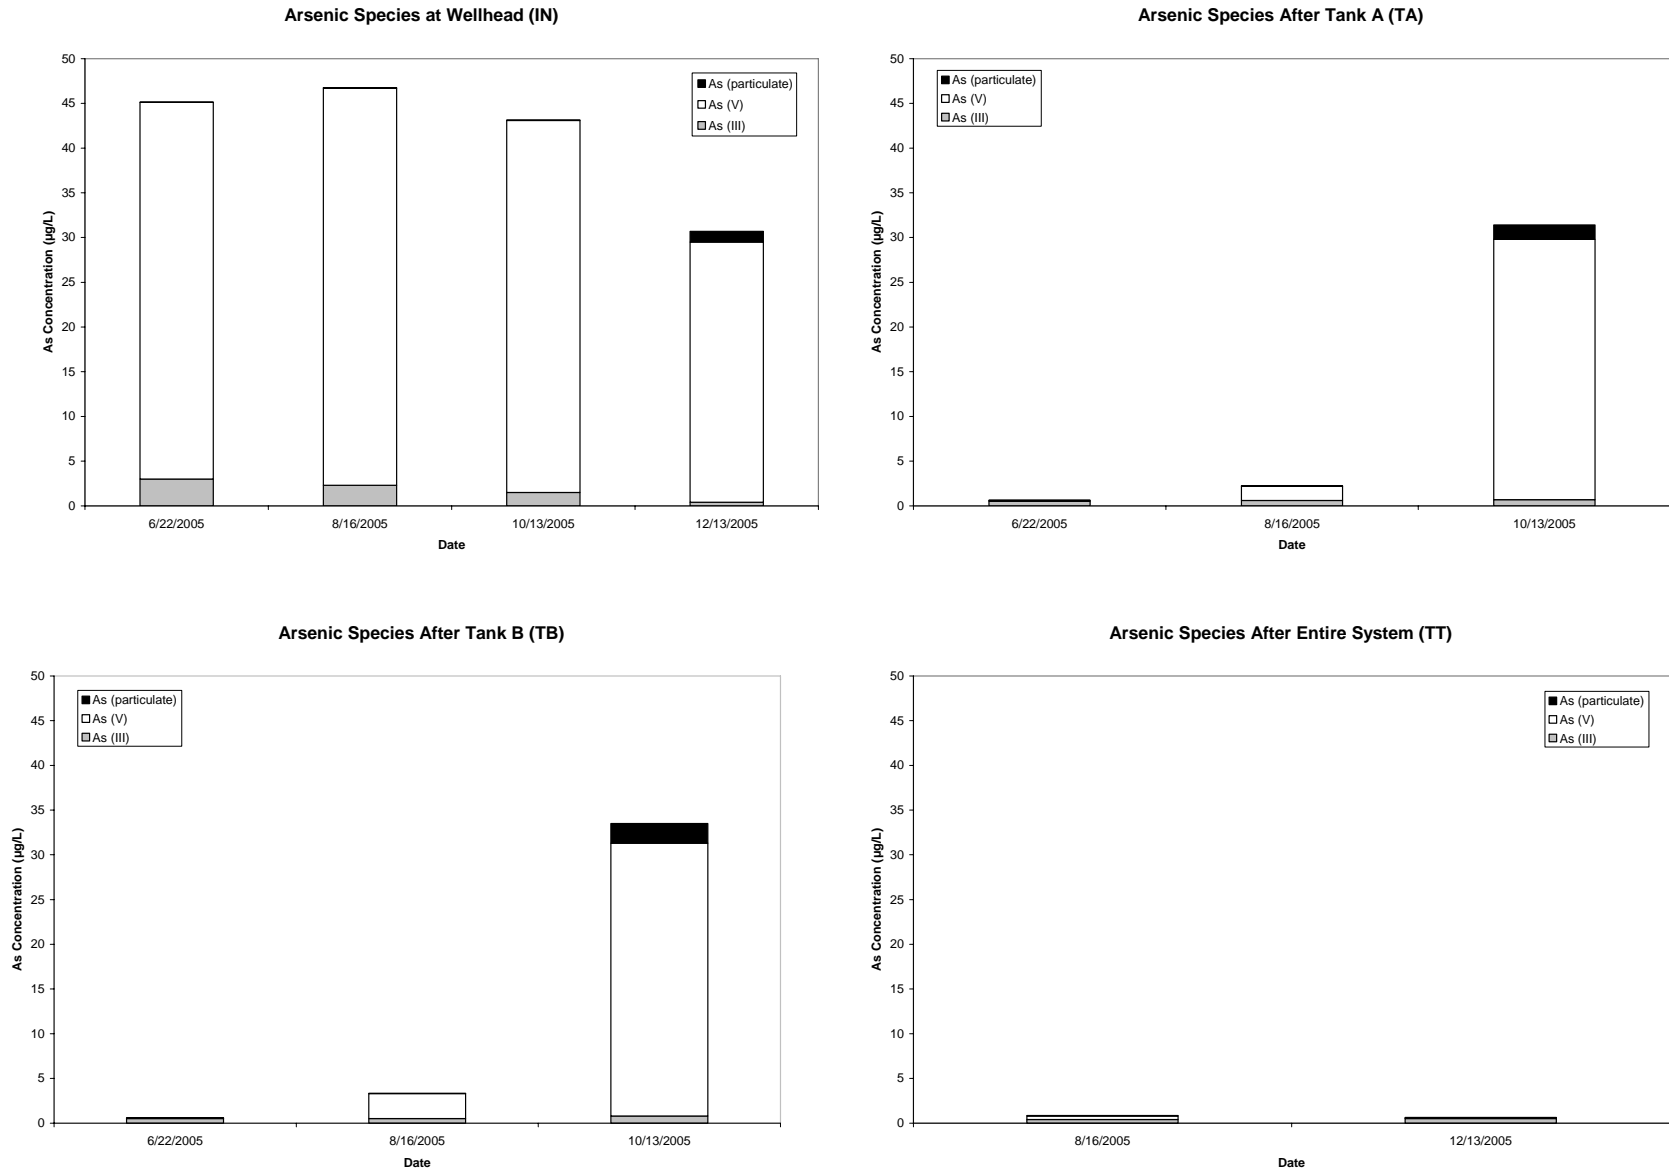 Arsenic Species at Wellhead (IN)
50
45
40
35
30
25
20
15
10
5
0
As Concentration (µg/L)
As (particulate)
As (V)
As (III)
6/22/2005
8/16/2005
10/13/2005
12/13/2005
Date
Arsenic Species After Tank A (TA)
50
45
40
35
30
25
20
15
10
5
0
As Concentration (µg/L)
As (particulate)
As (V)
As (III)
6/22/2005
8/16/2005
10/13/2005
Date
Arsenic Species After Tank B (TB)
50
45
40
35
30
25
20
15
10
5
0
As Concentration (µg/L)
As (particulate)
As (V)
As (III)
6/22/2005
8/16/2005
10/13/2005
Date
Arsenic Species After Entire System (TT)
50
45
40
35
30
25
20
15
10
5
0
As Concentration (µg/L)
As (particulate)
As (V)
As (III)
8/16/2005
12/13/2005
Date